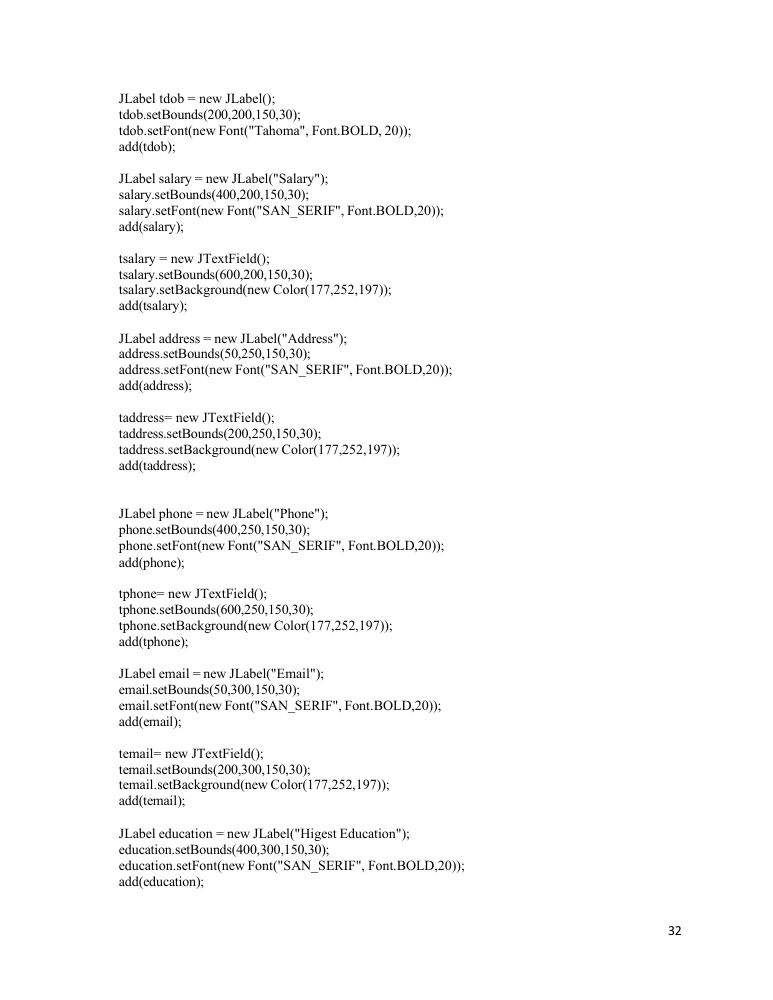 JLabel tdob = new JLabel();
tdob.setBounds(200,200,150,30);
tdob.setFont(new Font("Tahoma", Font.BOLD, 20));
add(tdob);
JLabel salary = new JLabel("Salary");
salary.setBounds(400,200,150,30);
salary.setFont(new Font("SAN_SERIF", Font.BOLD,20));
add(salary);
tsalary = new JTextField();
tsalary.setBounds(600,200,150,30);
tsalary.setBackground(new Color(177,252,197));
add(tsalary);
JLabel address = new JLabel("Address");
address.setBounds(50,250,150,30);
address.setFont(new Font("SAN_SERIF", Font.BOLD,20));
add(address);
taddress= new JTextField();
taddress.setBounds(200,250,150,30);
taddress.setBackground(new Color(177,252,197));
add(taddress);
JLabel phone = new JLabel("Phone");
phone.setBounds(400,250,150,30);
phone.setFont(new Font("SAN_SERIF", Font.BOLD,20));
add(phone);
tphone= new JTextField();
tphone.setBounds(600,250,150,30);
tphone.setBackground(new Color(177,252,197));
add(tphone);
JLabel email = new JLabel("Email");
email.setBounds(50,300,150,30);
email.setFont(new Font("SAN_SERIF", Font.BOLD,20));
add(email);
temail= new JTextField();
temail.setBounds(200,300,150,30);
temail.setBackground(new Color(177,252,197));
add(temail);
JLabel education = new JLabel("Higest Education");
education.setBounds(400,300,150,30);
education.setFont(new Font("SAN_SERIF", Font.BOLD,20));
add(education);
32